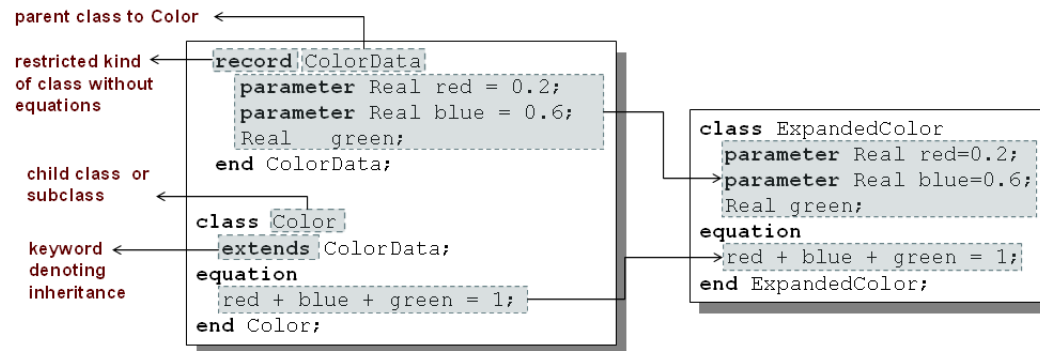 parent class to Color
restricted kind
of class without
equations
child class or
subclass
keyword
denoting
inheritance
record ColorData
parameter Real red = 0.2;
parameter Real blue = 0.6;
Real green;
end ColorData;
class Color
extends ColorData;
equation
red + blue + green = 1;
end Color;
class ExpandedColor
parameter Real red=0.2;
parameter Real blue=0.6;
Real green;
equation
red + blue + green = 1;
end ExpandedColor;